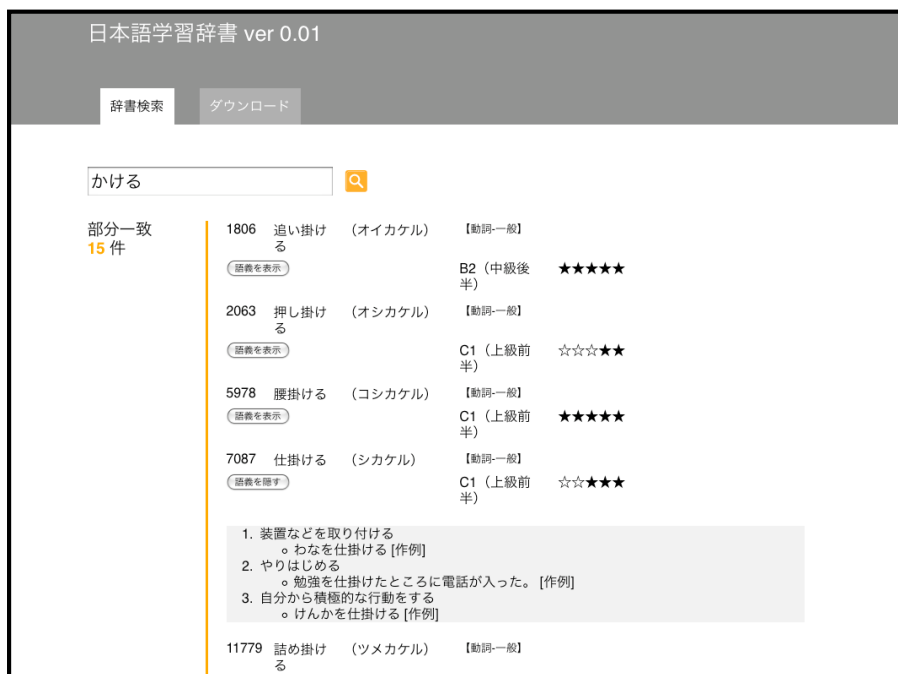 日本語学習辞書 ver 0.01
辞書検索 ダウンロード
かける
部分一致
15 件
1806 追い掛け (オイカケル) 【動詞-一般】
る
語義を表示 B2（中級後 ★★★★★
半）
2063 押し掛け (オシカケル) 【動詞-一般】
る
語義を表示 C1（上級前 ☆☆☆★★
半）
5978 腰掛ける (コシカケル) 【動詞-一般】
語義を表示 C1（上級前 ★★★★★
半）
7087 仕掛ける (シカケル) 【動詞-一般】
語義を隠す C1（上級前 ☆☆★★★
半）
1. 装置などを取り付ける
わなを仕掛ける [作例]
2. やりはじめる
勉強を仕掛けたところに電話が入った。 [作例]
3. 自分から積極的な行動をする
けんかを仕掛ける [作例]
11779 詰め掛け (ツメカケル) 【動詞-一般】
る